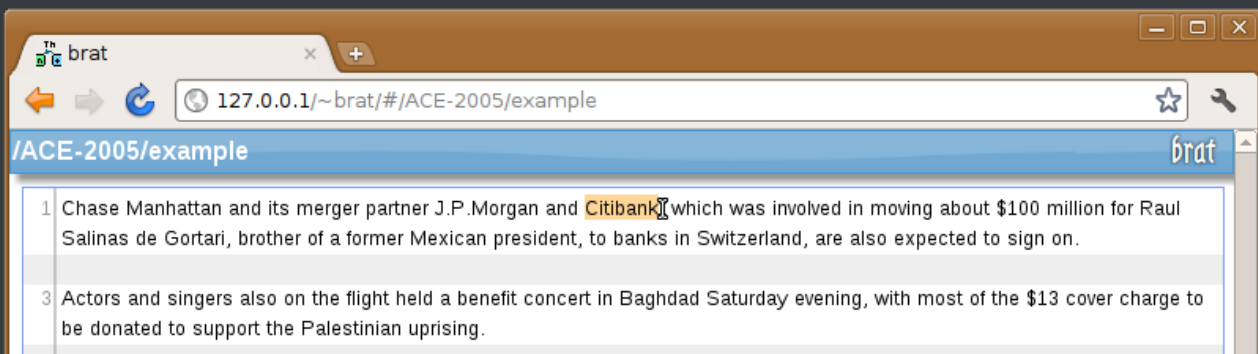 brat
127.0.0.1/~brat/#/ACE-2005/example
/ACE-2005/example
brat
1 Chase Manhattan and its merger partner J.P.Morgan and Citibank, which was involved in moving about $100 million for Raul
Salinas de Gortari, brother of a former Mexican president, to banks in Switzerland, are also expected to sign on.
3 Actors and singers also on the flight held a benefit concert in Baghdad Saturday evening, with most of the $13 cover charge to
be donated to support the Palestinian uprising.